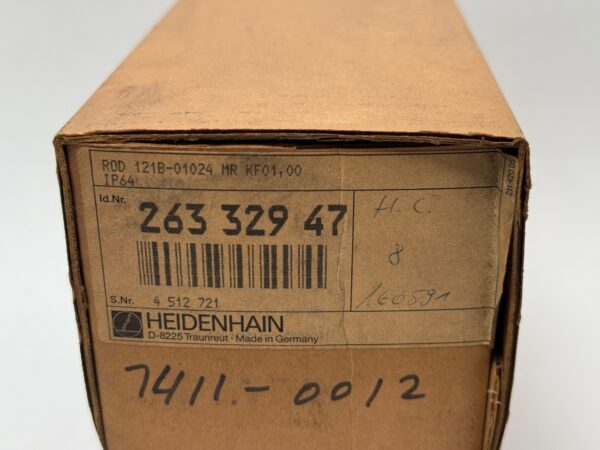 ROD 121B-01024 MR KF01,00
IP64
Id.Nr. 263 329 47
H.C.
8
160591
S.Nr. 4 512 721
HEIDENHAIN
D-8225 Traunreut · Made in Germany
7411.-0012